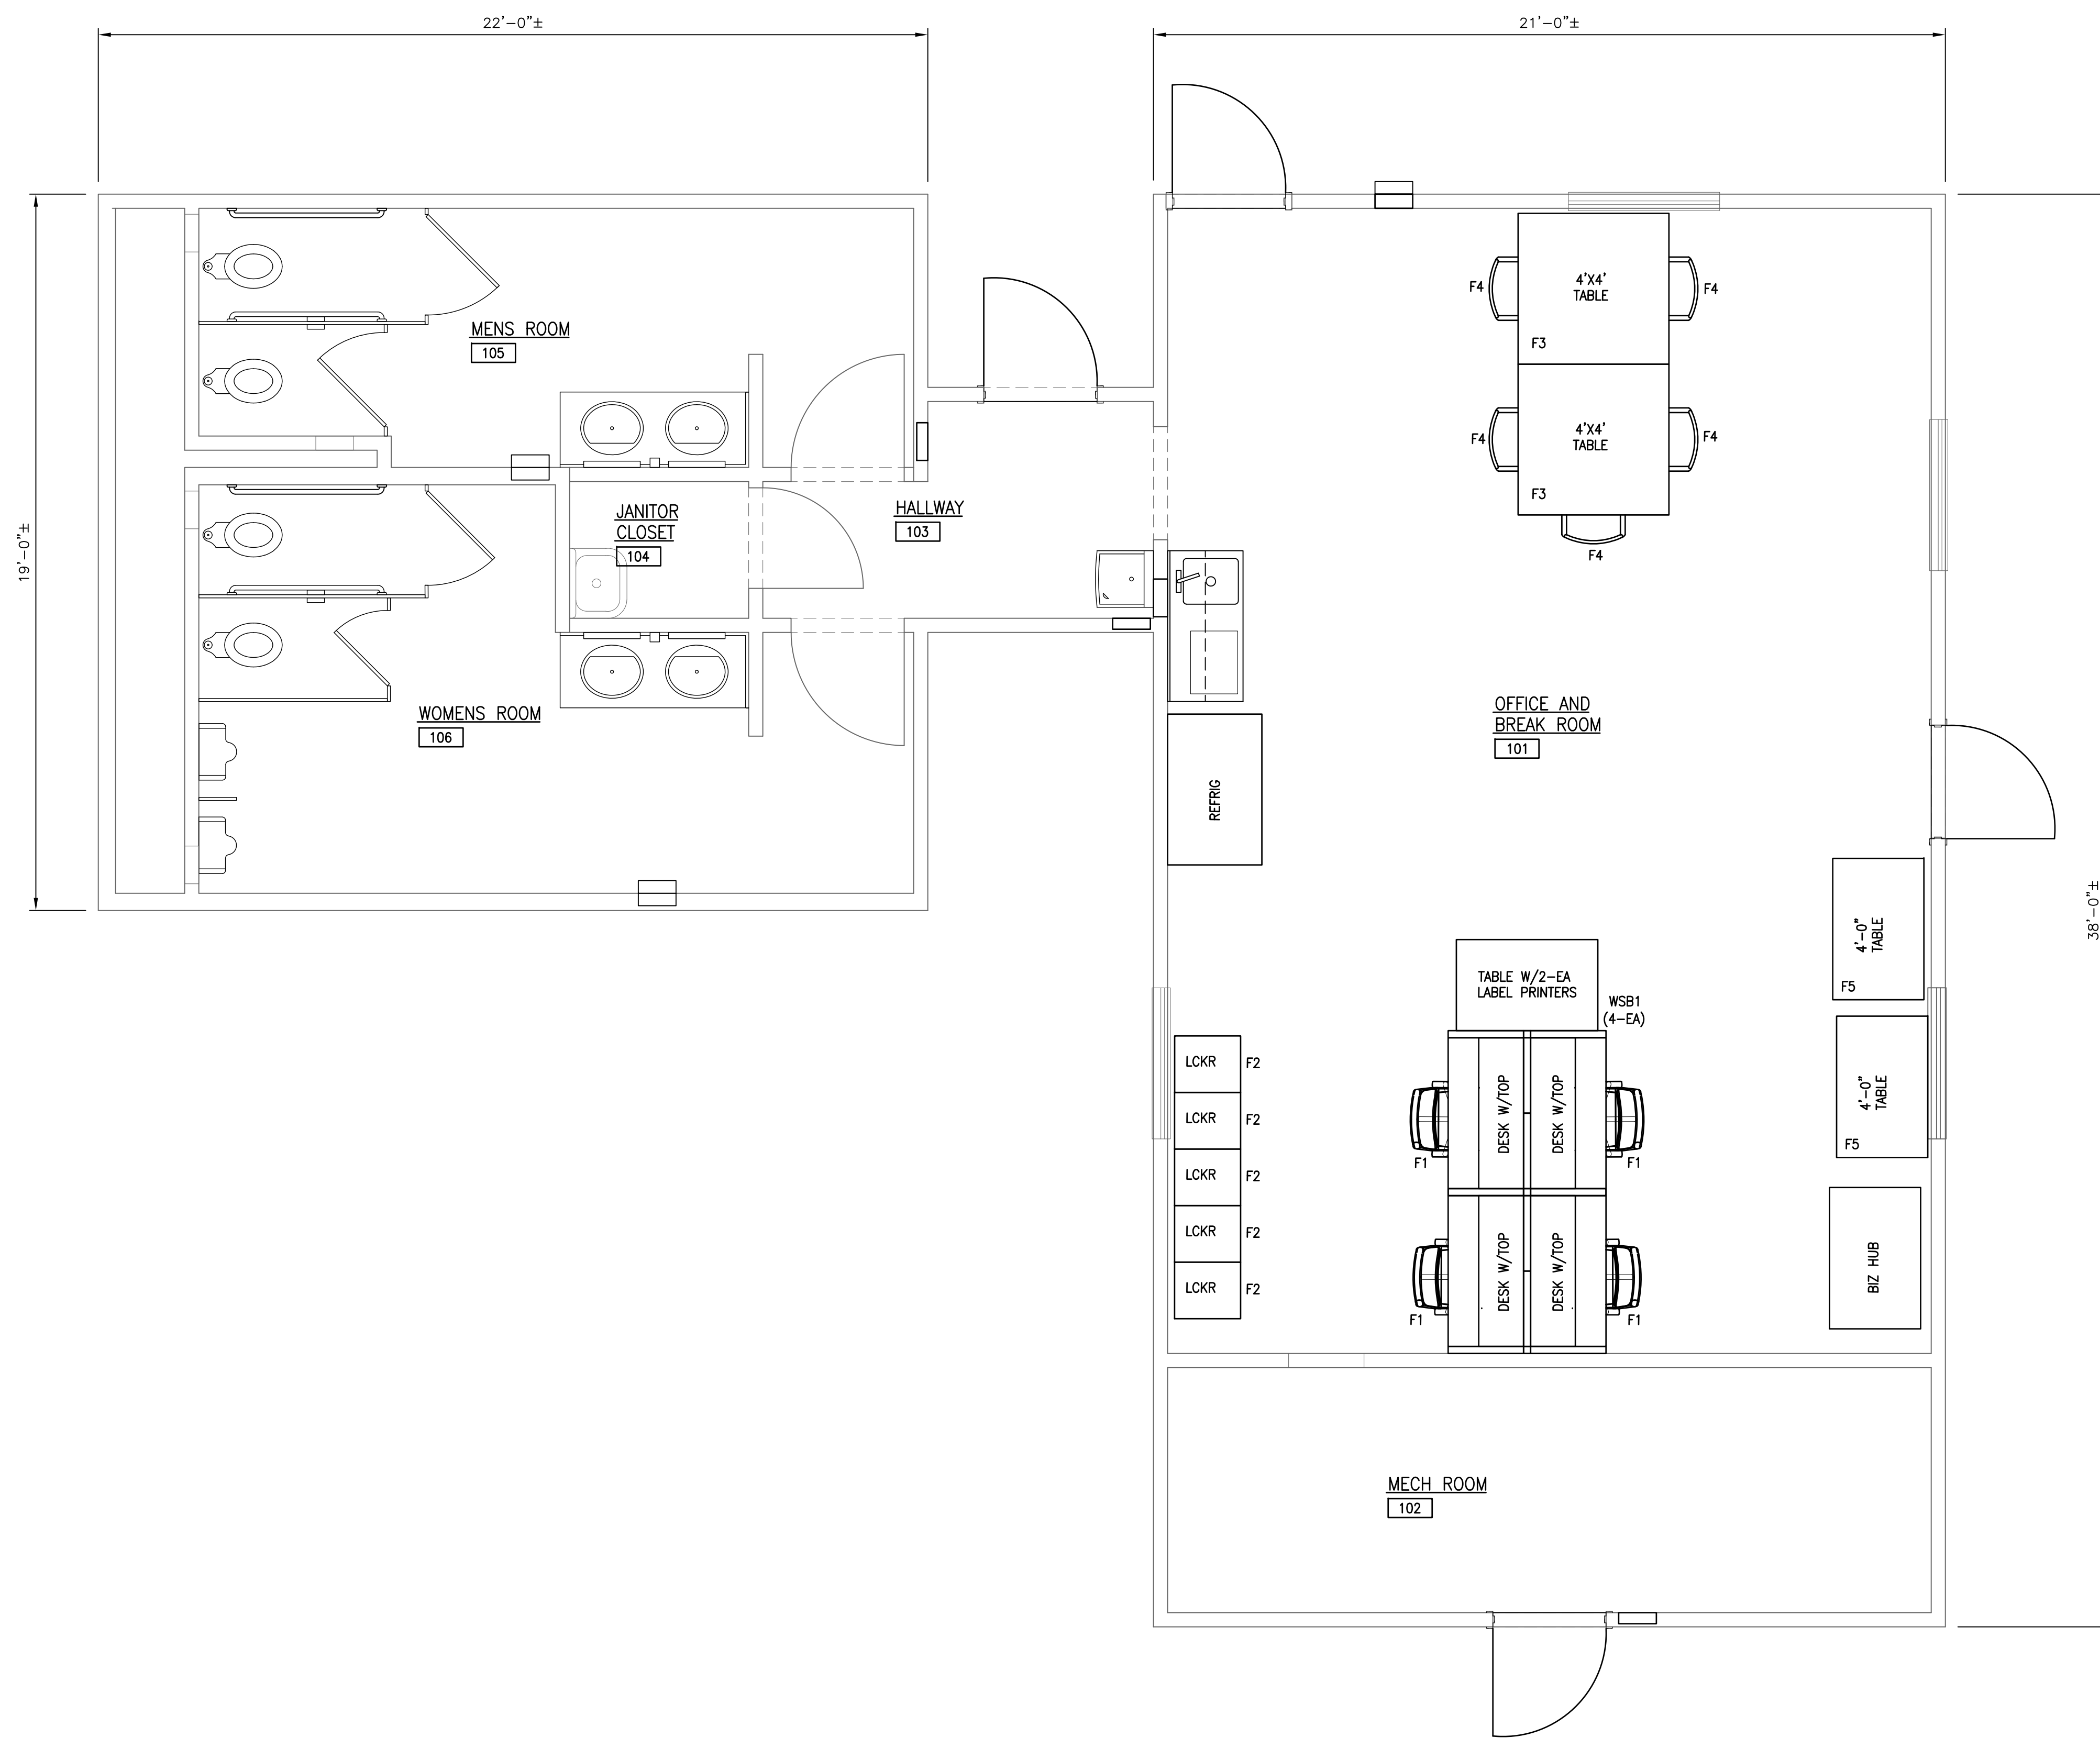 22'-0"±
21'-0"±
19'-0"±
38'-0"±
MENS ROOM
105
JANITOR
CLOSET
104
HALLWAY
103
WOMENS ROOM
106
4'X4'
TABLE
F3
F4
F4
4'X4'
TABLE
F3
F4
F4
F4
OFFICE AND
BREAK ROOM
101
REFRIG
4'-0"
TABLE
F5
4'-0"
TABLE
F5
BIZ HUB
TABLE W/2-EA
LABEL PRINTERS
WSB1
(4-EA)
DESK W/TOP
DESK W/TOP
F1
F1
DESK W/TOP
DESK W/TOP
F1
F1
LCKR F2
LCKR F2
LCKR F2
LCKR F2
LCKR F2
MECH ROOM
102